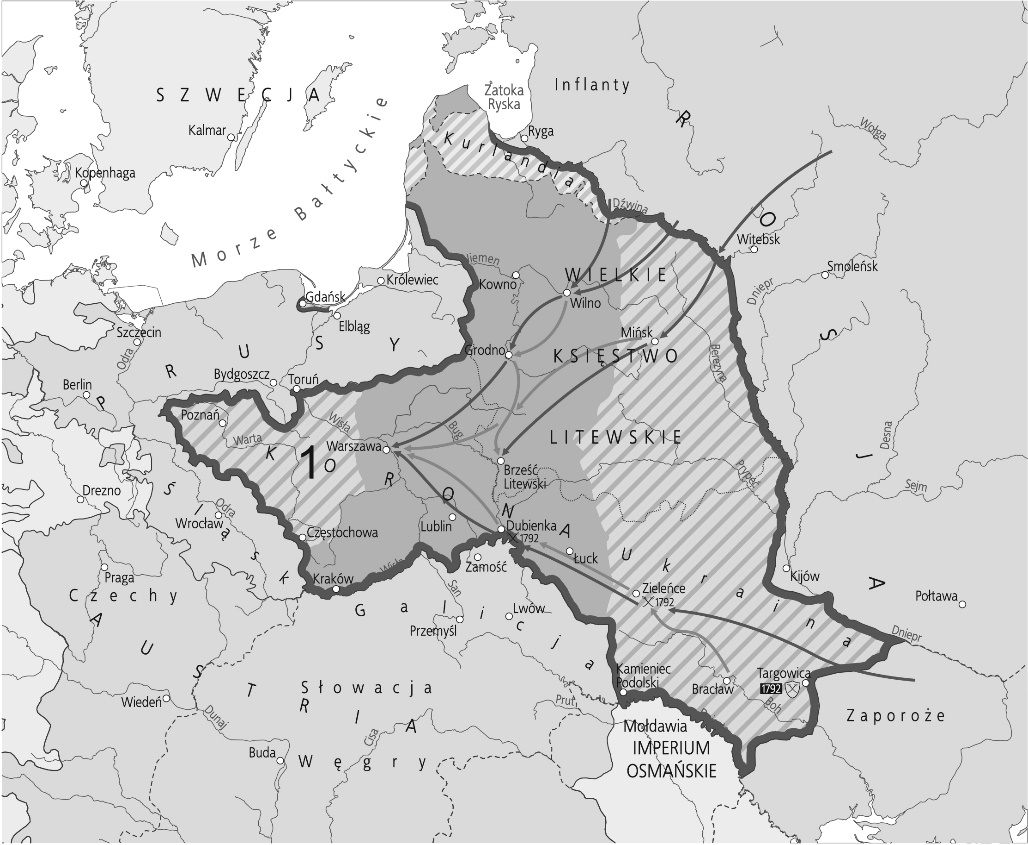 SZWECJA
Kalmar
Kopenhaga
Morze Bałtyckie
Zatoka
Ryska
Inflanty
Ryga
Kurlandia
Dźwina
Wołga
ROSJA
Witebsk
Smoleńsk
Dniepr
Niemen
Kowno
WIELKIE
Wilno
Królewiec
Gdańsk
Elbląg
Szczecin
Odra
PRUSY
Grodno
KSIĘSTWO
Mińsk
Berezyna
Berlin
Bydgoszcz
Toruń
Poznań
Warta
Wisła
Warszawa
Bug
LITEWSKIE
Desna
KORONA
1
Brześć
Litewski
Prypeć
Sejm
Drezno
Śląsk
Odra
Wrocław
Częstochowa
Lublin
Dubienka
1792
Łuck
Ukraina
Zamość
Wisła
Kraków
Praga
Czechy
San
Galicja
Lwów
Przemyśl
Zieleńce
1792
Kijów
Połtawa
Dniepr
AUSTRIA
Słowacja
Wiedeń
Dunaj
Kamieniec
Podolski
Bracław
Targowica
1792
Boh
Prut
Zaporoże
Mołdawia
IMPERIUM
OSMAŃSKIE
Buda
Cisa
Węgry